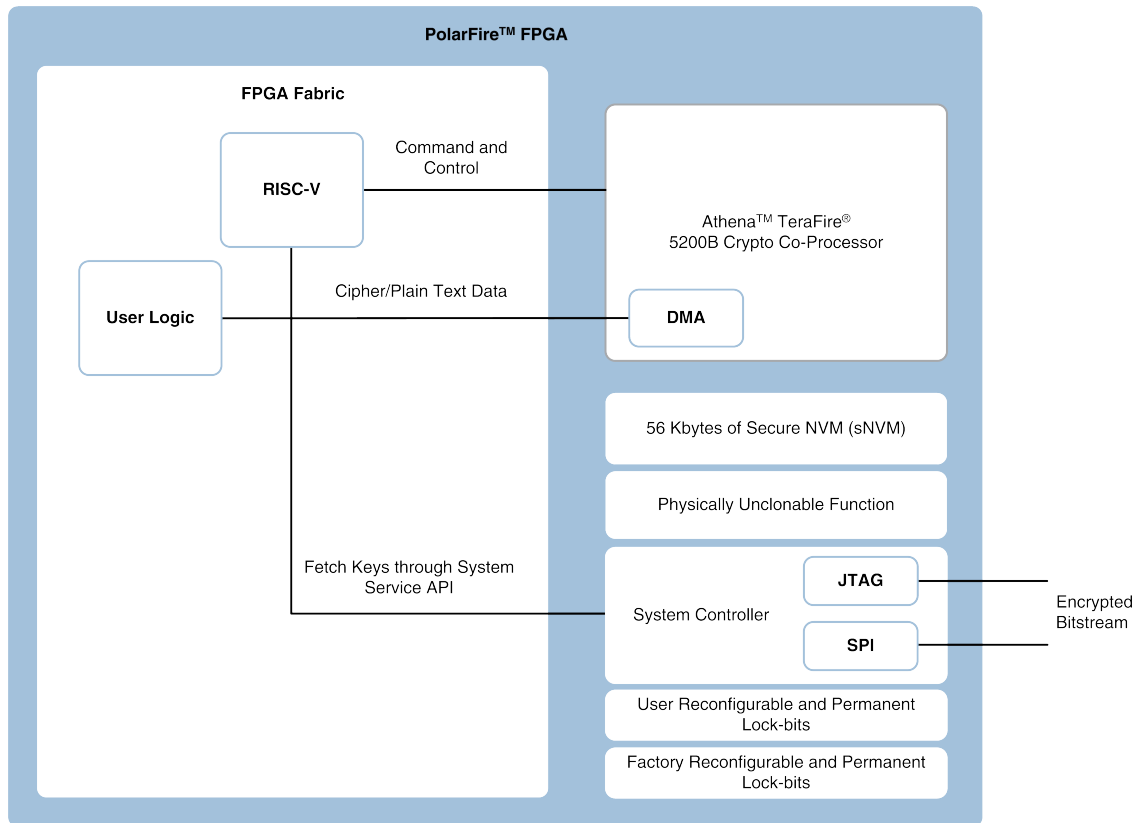 PolarFire™ FPGA
FPGA Fabric
RISC-V
Command and
Control
Athena™ TeraFire®
5200B Crypto Co-Processor
User Logic
Cipher/Plain Text Data
DMA
56 Kbytes of Secure NVM (sNVM)
Physically Unclonable Function
Fetch Keys through System
Service API
System Controller
JTAG
SPI
Encrypted
Bitstream
User Reconfigurable and Permanent
Lock-bits
Factory Reconfigurable and Permanent
Lock-bits